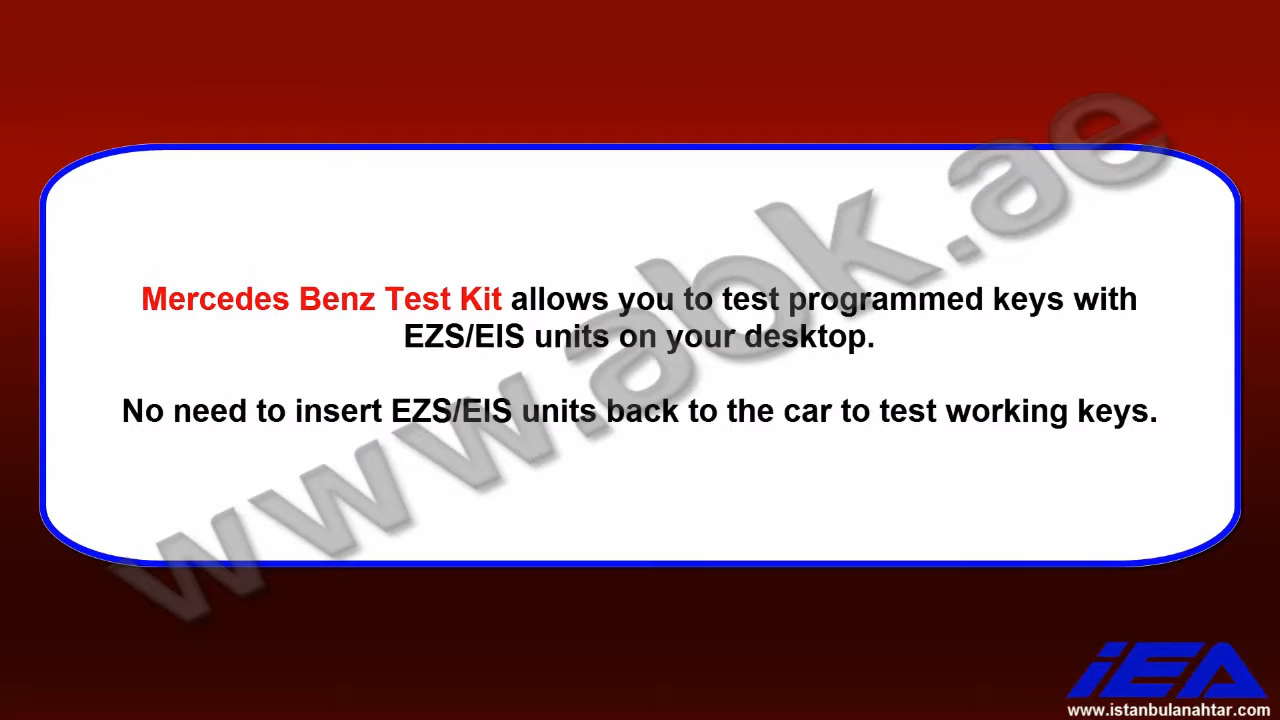 Mercedes Benz Test Kit allows you to test programmed keys with
EZS/EIS units on your desktop.
No need to insert EZS/EIS units back to the car to test working keys.
www.abk.ae
iEA
www.istanbulanahtar.com